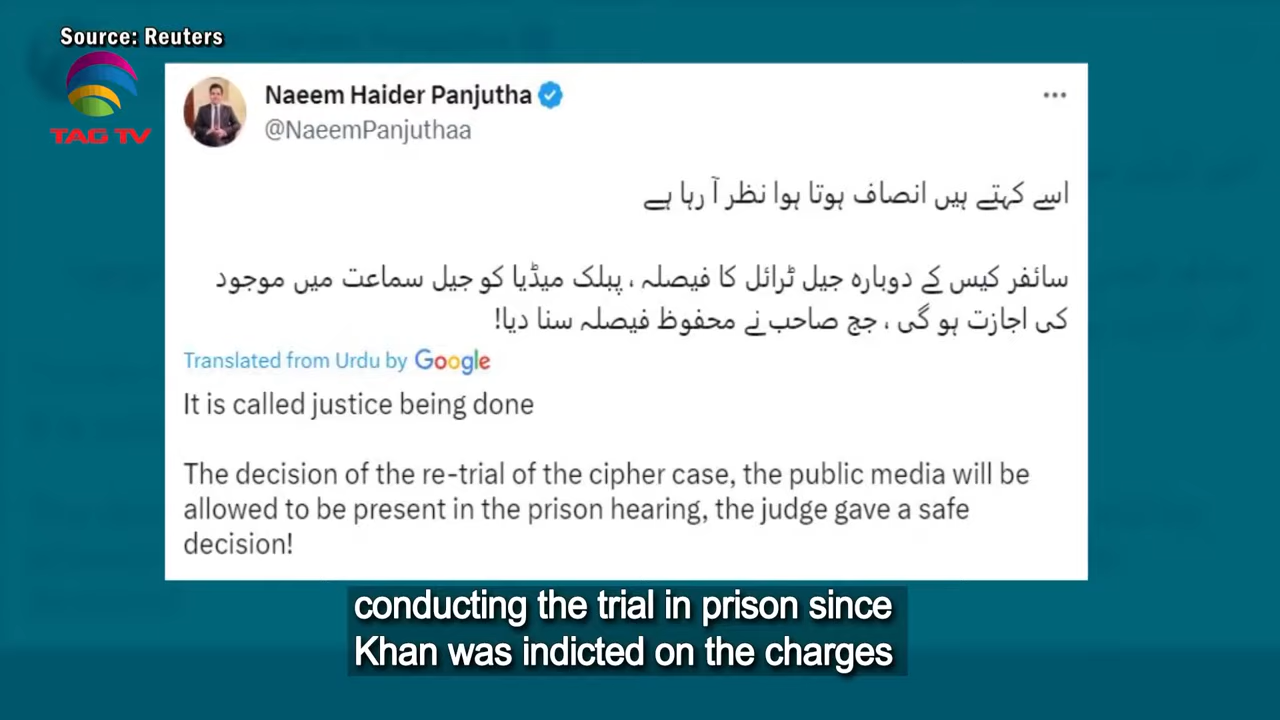 Source: Reuters
TAG TV
Naeem Haider Panjutha
@NaeemPanjuthaa
اسے کہتے ہیں انصاف ہوتا ہوا نظر آ رہا ہے
سائفر کیس کے دوبارہ جیل ٹرائل کا فیصلہ ، پبلک میڈیا کو جیل سماعت میں موجود
کی اجازت ہو گی ، جج صاحب نے محفوظ فیصلہ سنا دیا!
Translated from Urdu by Google
It is called justice being done
The decision of the re-trial of the cipher case, the public media will be
allowed to be present in the prison hearing, the judge gave a safe
decision!
conducting the trial in prison since
Khan was indicted on the charges